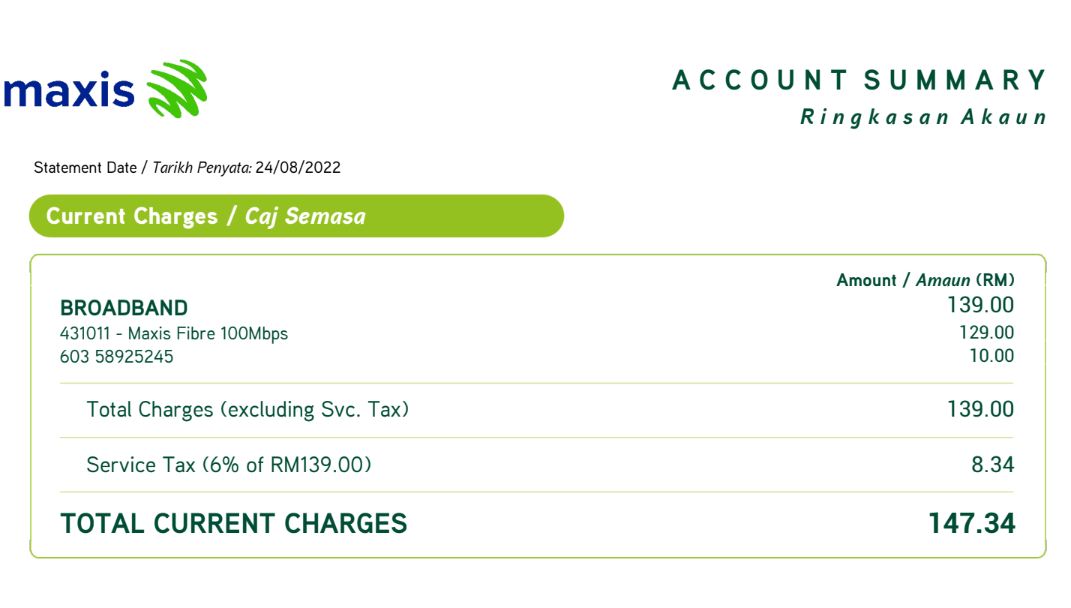 maxis
ACCOUNT SUMMARY
Ringkasan Akaun
Statement Date / Tarikh Penyata: 24/08/2022
Current Charges / Caj Semasa
Amount / Amaun (RM)
BROADBAND 139.00
431011 - Maxis Fibre 100Mbps 129.00
603 58925245 10.00
Total Charges (excluding Svc. Tax) 139.00
Service Tax (6% of RM139.00) 8.34
TOTAL CURRENT CHARGES 147.34